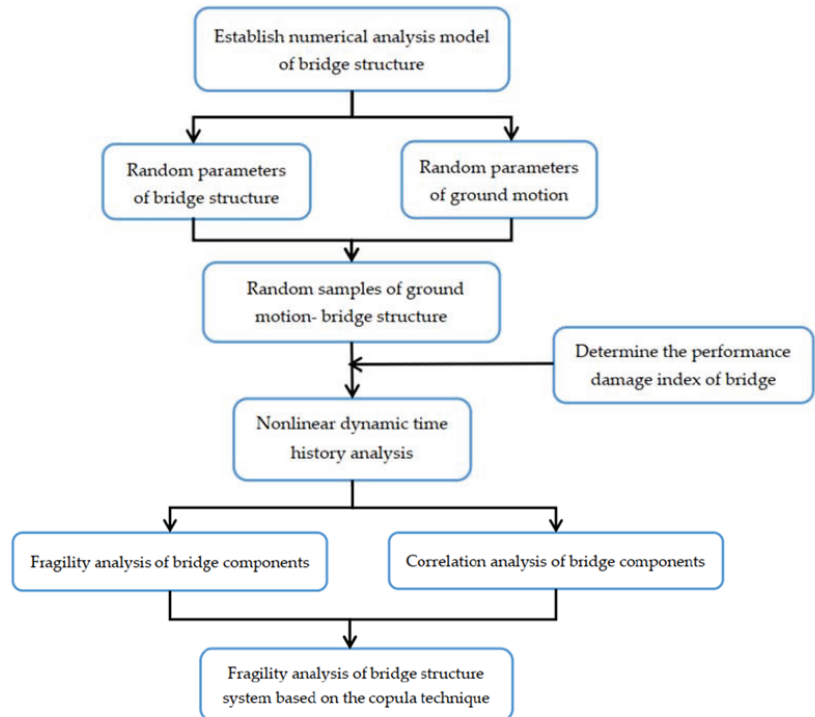 Establish numerical analysis model
of bridge structure
Random parameters
of bridge structure
Random parameters
of ground motion
Random samples of ground
motion- bridge structure
Determine the performance
damage index of bridge
Nonlinear dynamic time
history analysis
Fragility analysis of bridge components
Correlation analysis of bridge components
Fragility analysis of bridge structure
system based on the copula technique